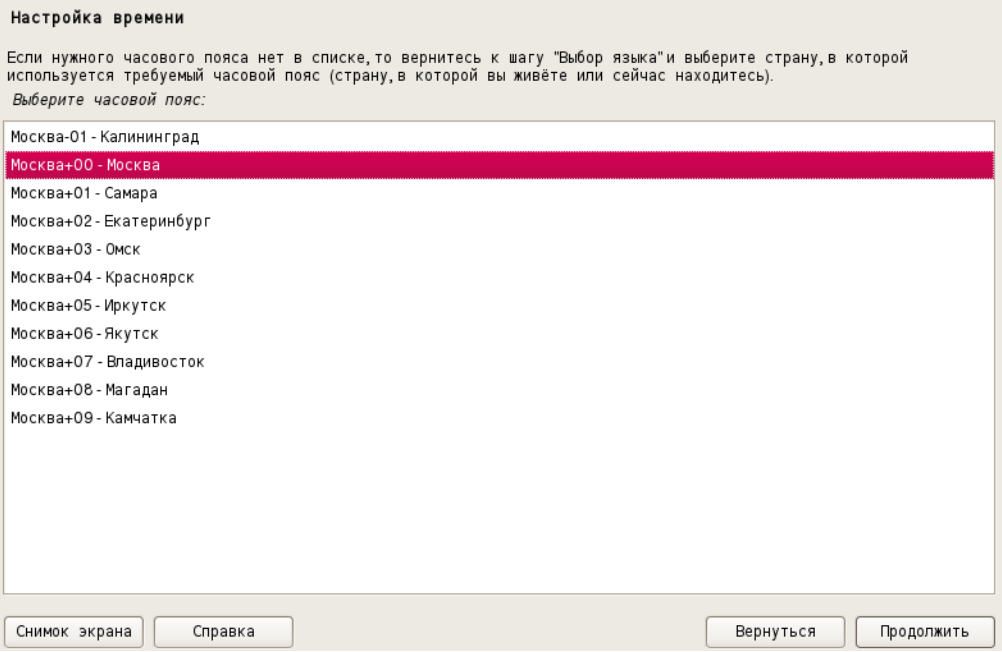 Настройка времени
Если нужного часового пояса нет в списке, то вернитесь к шагу "Выбор языка" и выберите страну, в которой
используется требуемый часовой пояс (страну, в которой вы живёте или сейчас находитесь).
Выберите часовой пояс:
Москва-01 - Калининград
Москва+00 - Москва
Москва+01 - Самара
Москва+02 - Екатеринбург
Москва+03 - Омск
Москва+04 - Красноярск
Москва+05 - Иркутск
Москва+06 - Якутск
Москва+07 - Владивосток
Москва+08 - Магадан
Москва+09 - Камчатка
Снимок экрана
Справка
Вернуться
Продолжить